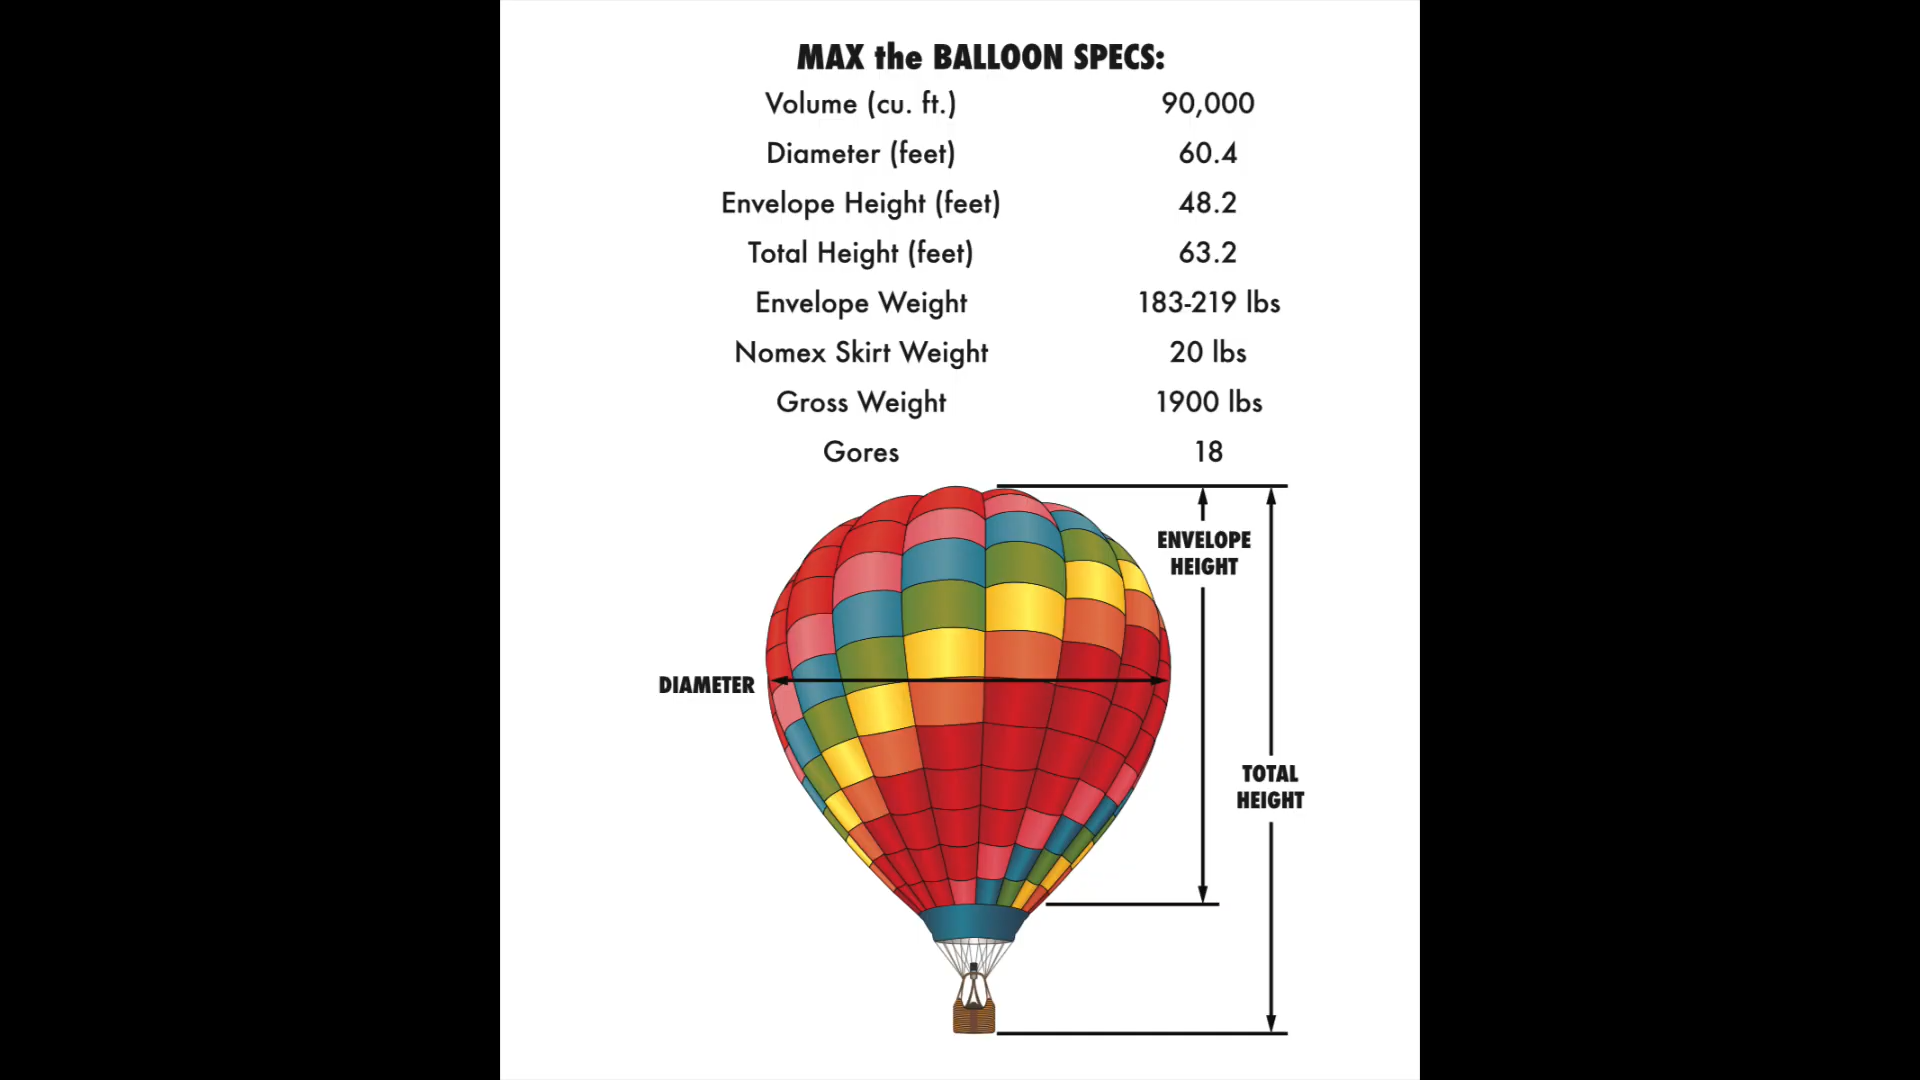 MAX the BALLOON SPECS:
Volume (cu. ft.) 90,000
Diameter (feet) 60.4
Envelope Height (feet) 48.2
Total Height (feet) 63.2
Envelope Weight 183-219 lbs
Nomex Skirt Weight 20 lbs
Gross Weight 1900 lbs
Gores 18
ENVELOPE
HEIGHT
DIAMETER
TOTAL
HEIGHT